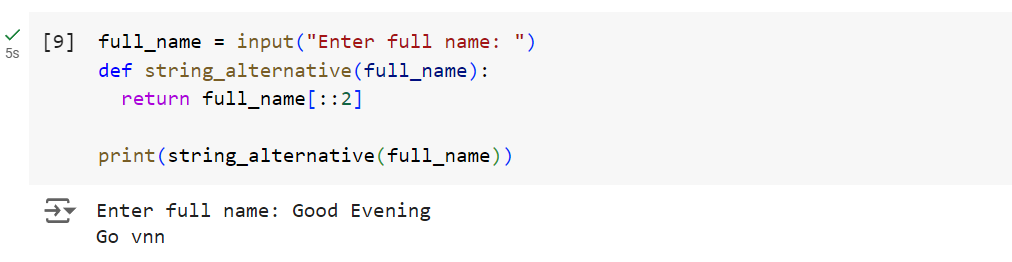 [9] full_name = input("Enter full name: ")
5s
def string_alternative(full_name):
  return full_name[::2]
print(string_alternative(full_name))
Enter full name: Good Evening
Go vnn